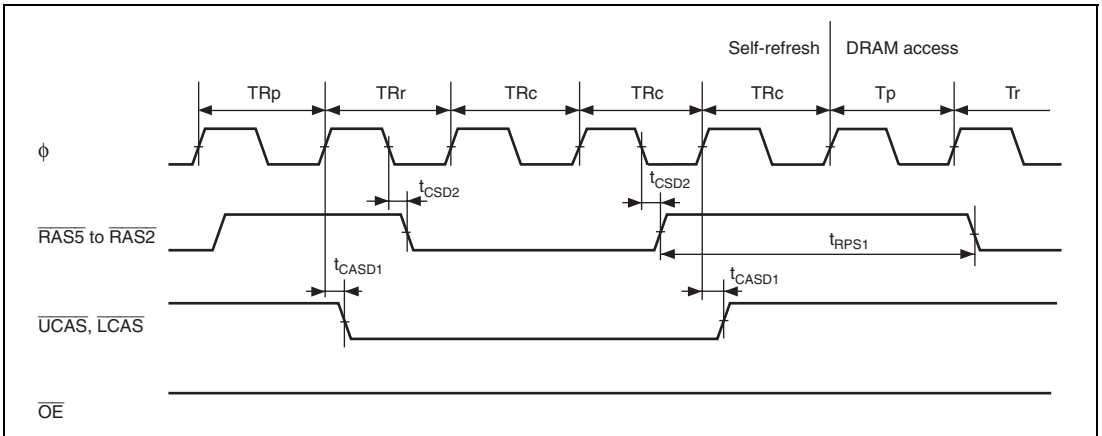 Self-refresh DRAM access
TRp TRr TRc TRc TRc Tp Tr
ϕ
tCSD2 tCSD2
RAS5 to RAS2
tRPS1
tCASD1 tCASD1
UCAS, LCAS
OE